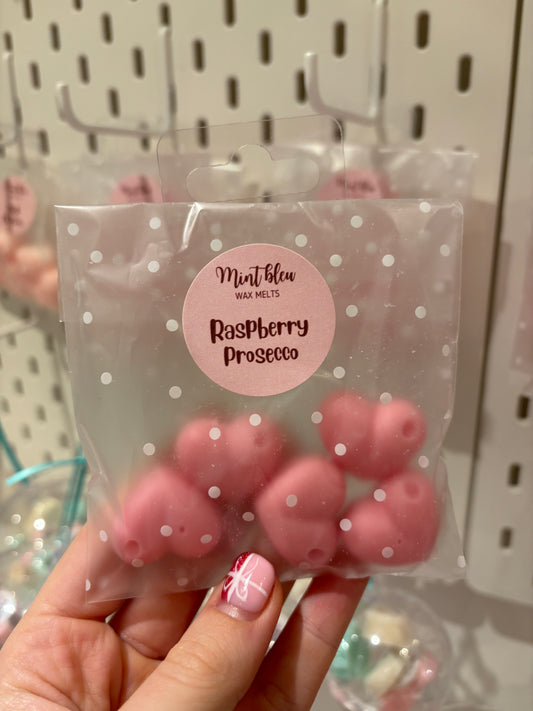 Mint bleu
WAX MELTS
Raspberry
Prosecco